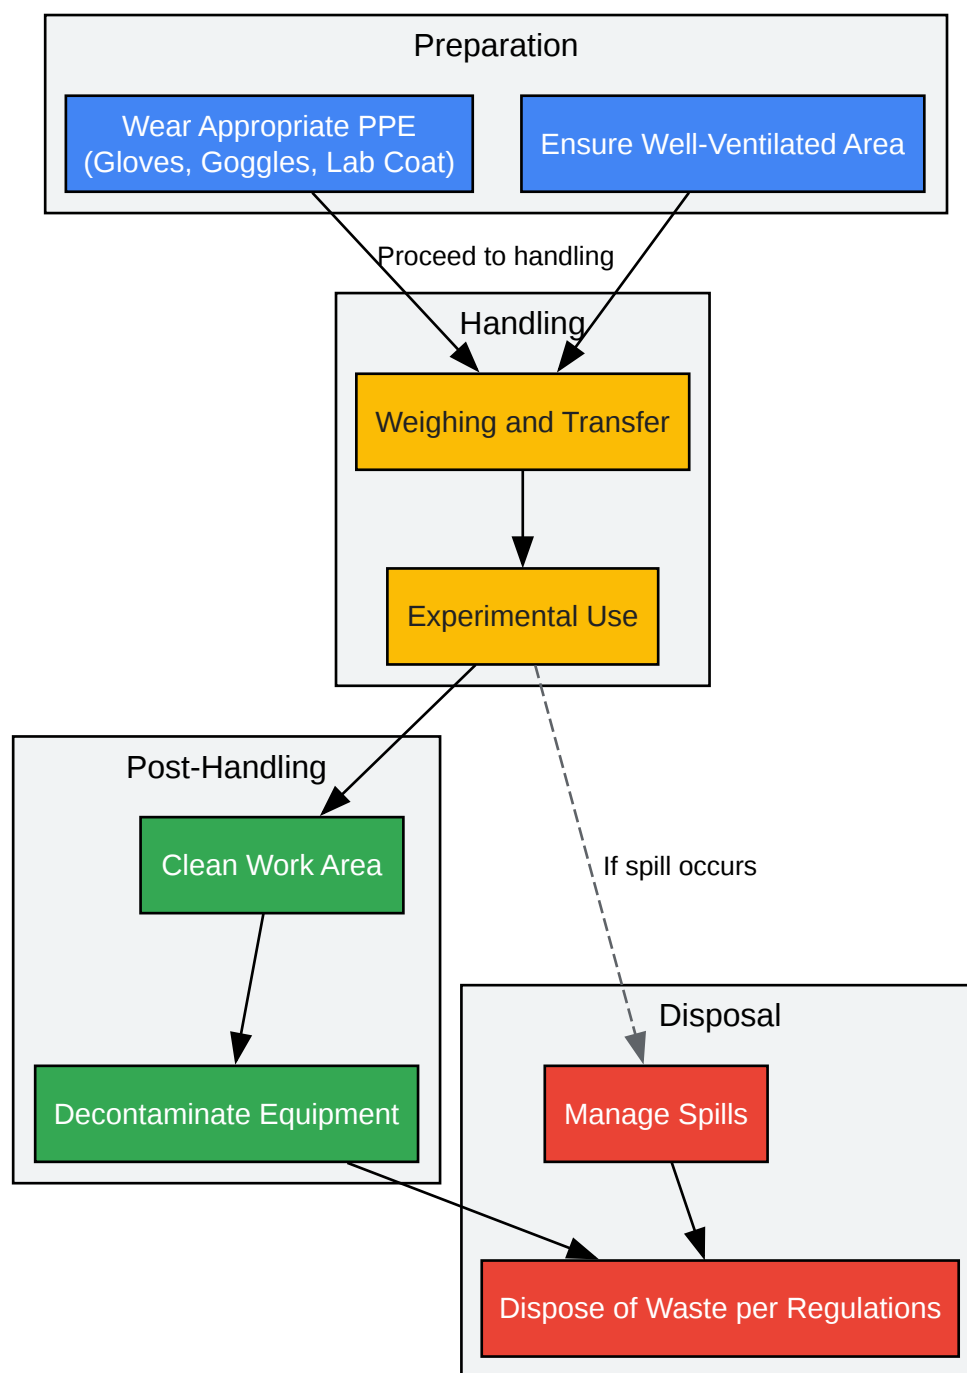 Preparation
Wear Appropriate PPE
(Gloves, Goggles, Lab Coat)
Ensure Well-Ventilated Area
Proceed to handling
Handling
Weighing and Transfer
Experimental Use
Post-Handling
Clean Work Area
If spill occurs
Disposal
Decontaminate Equipment
Manage Spills
Dispose of Waste per Regulations